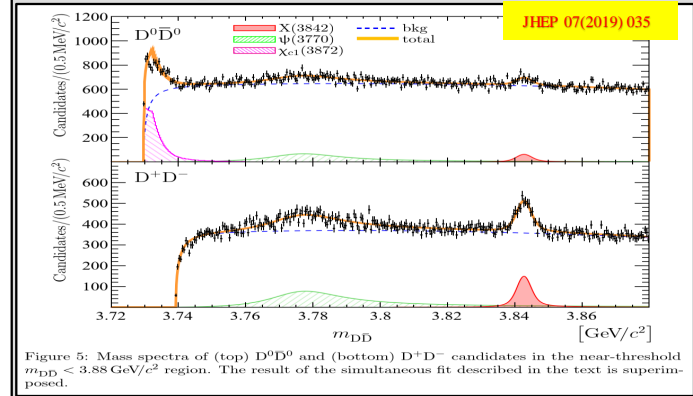 JHEP 07(2019) 035
Candidates/(0.5 MeV/c²)
1200
1000
800
600
400
200
D⁰D̄⁰
X(3842)
ψ(3770)
χc1(3872)
bkg
total
Candidates/(0.5 MeV/c²)
600
500
400
300
200
100
D⁺D⁻
3.72 3.74 3.76 3.78 3.8 3.82 3.84 3.86
m_DD̄ [GeV/c²]
Figure 5: Mass spectra of (top) D⁰D̄⁰ and (bottom) D⁺D⁻ candidates in the near-threshold
m_DD̄ < 3.88 GeV/c² region. The result of the simultaneous fit described in the text is superim-
posed.